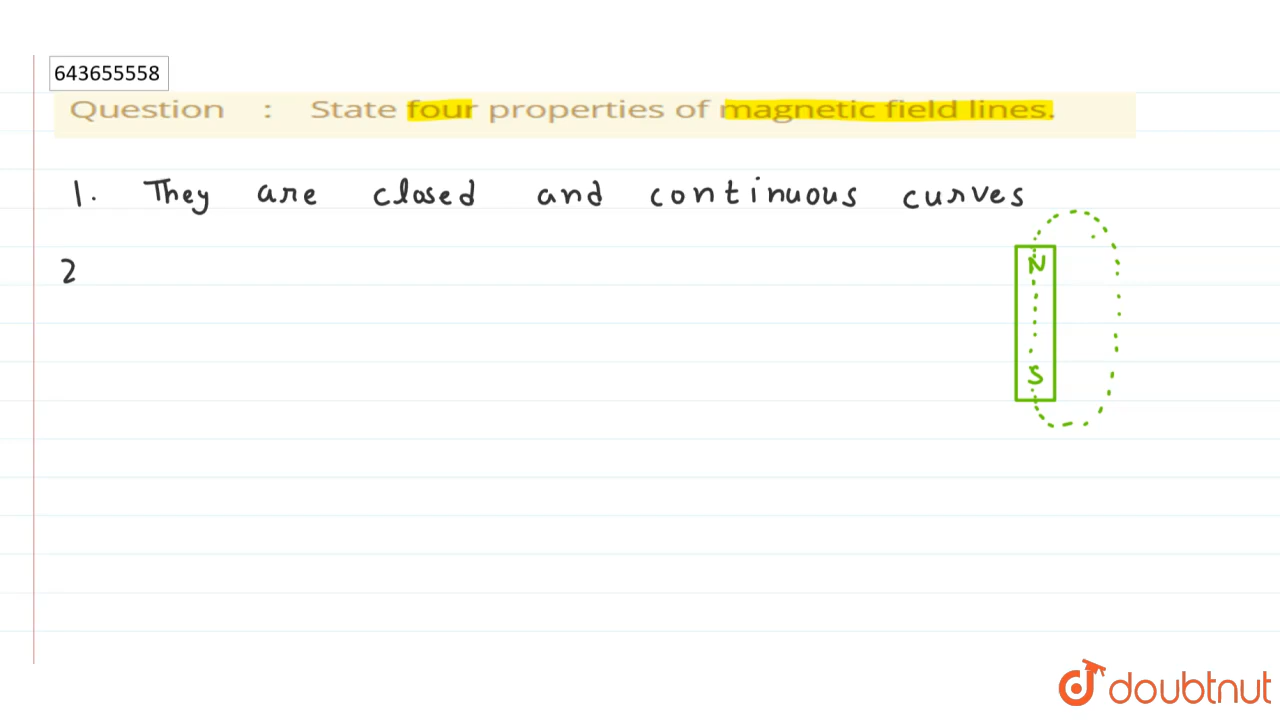 643655558
Question : State four properties of magnetic field lines.
1. They are closed and continuous curves
2
N
S
doubtnut